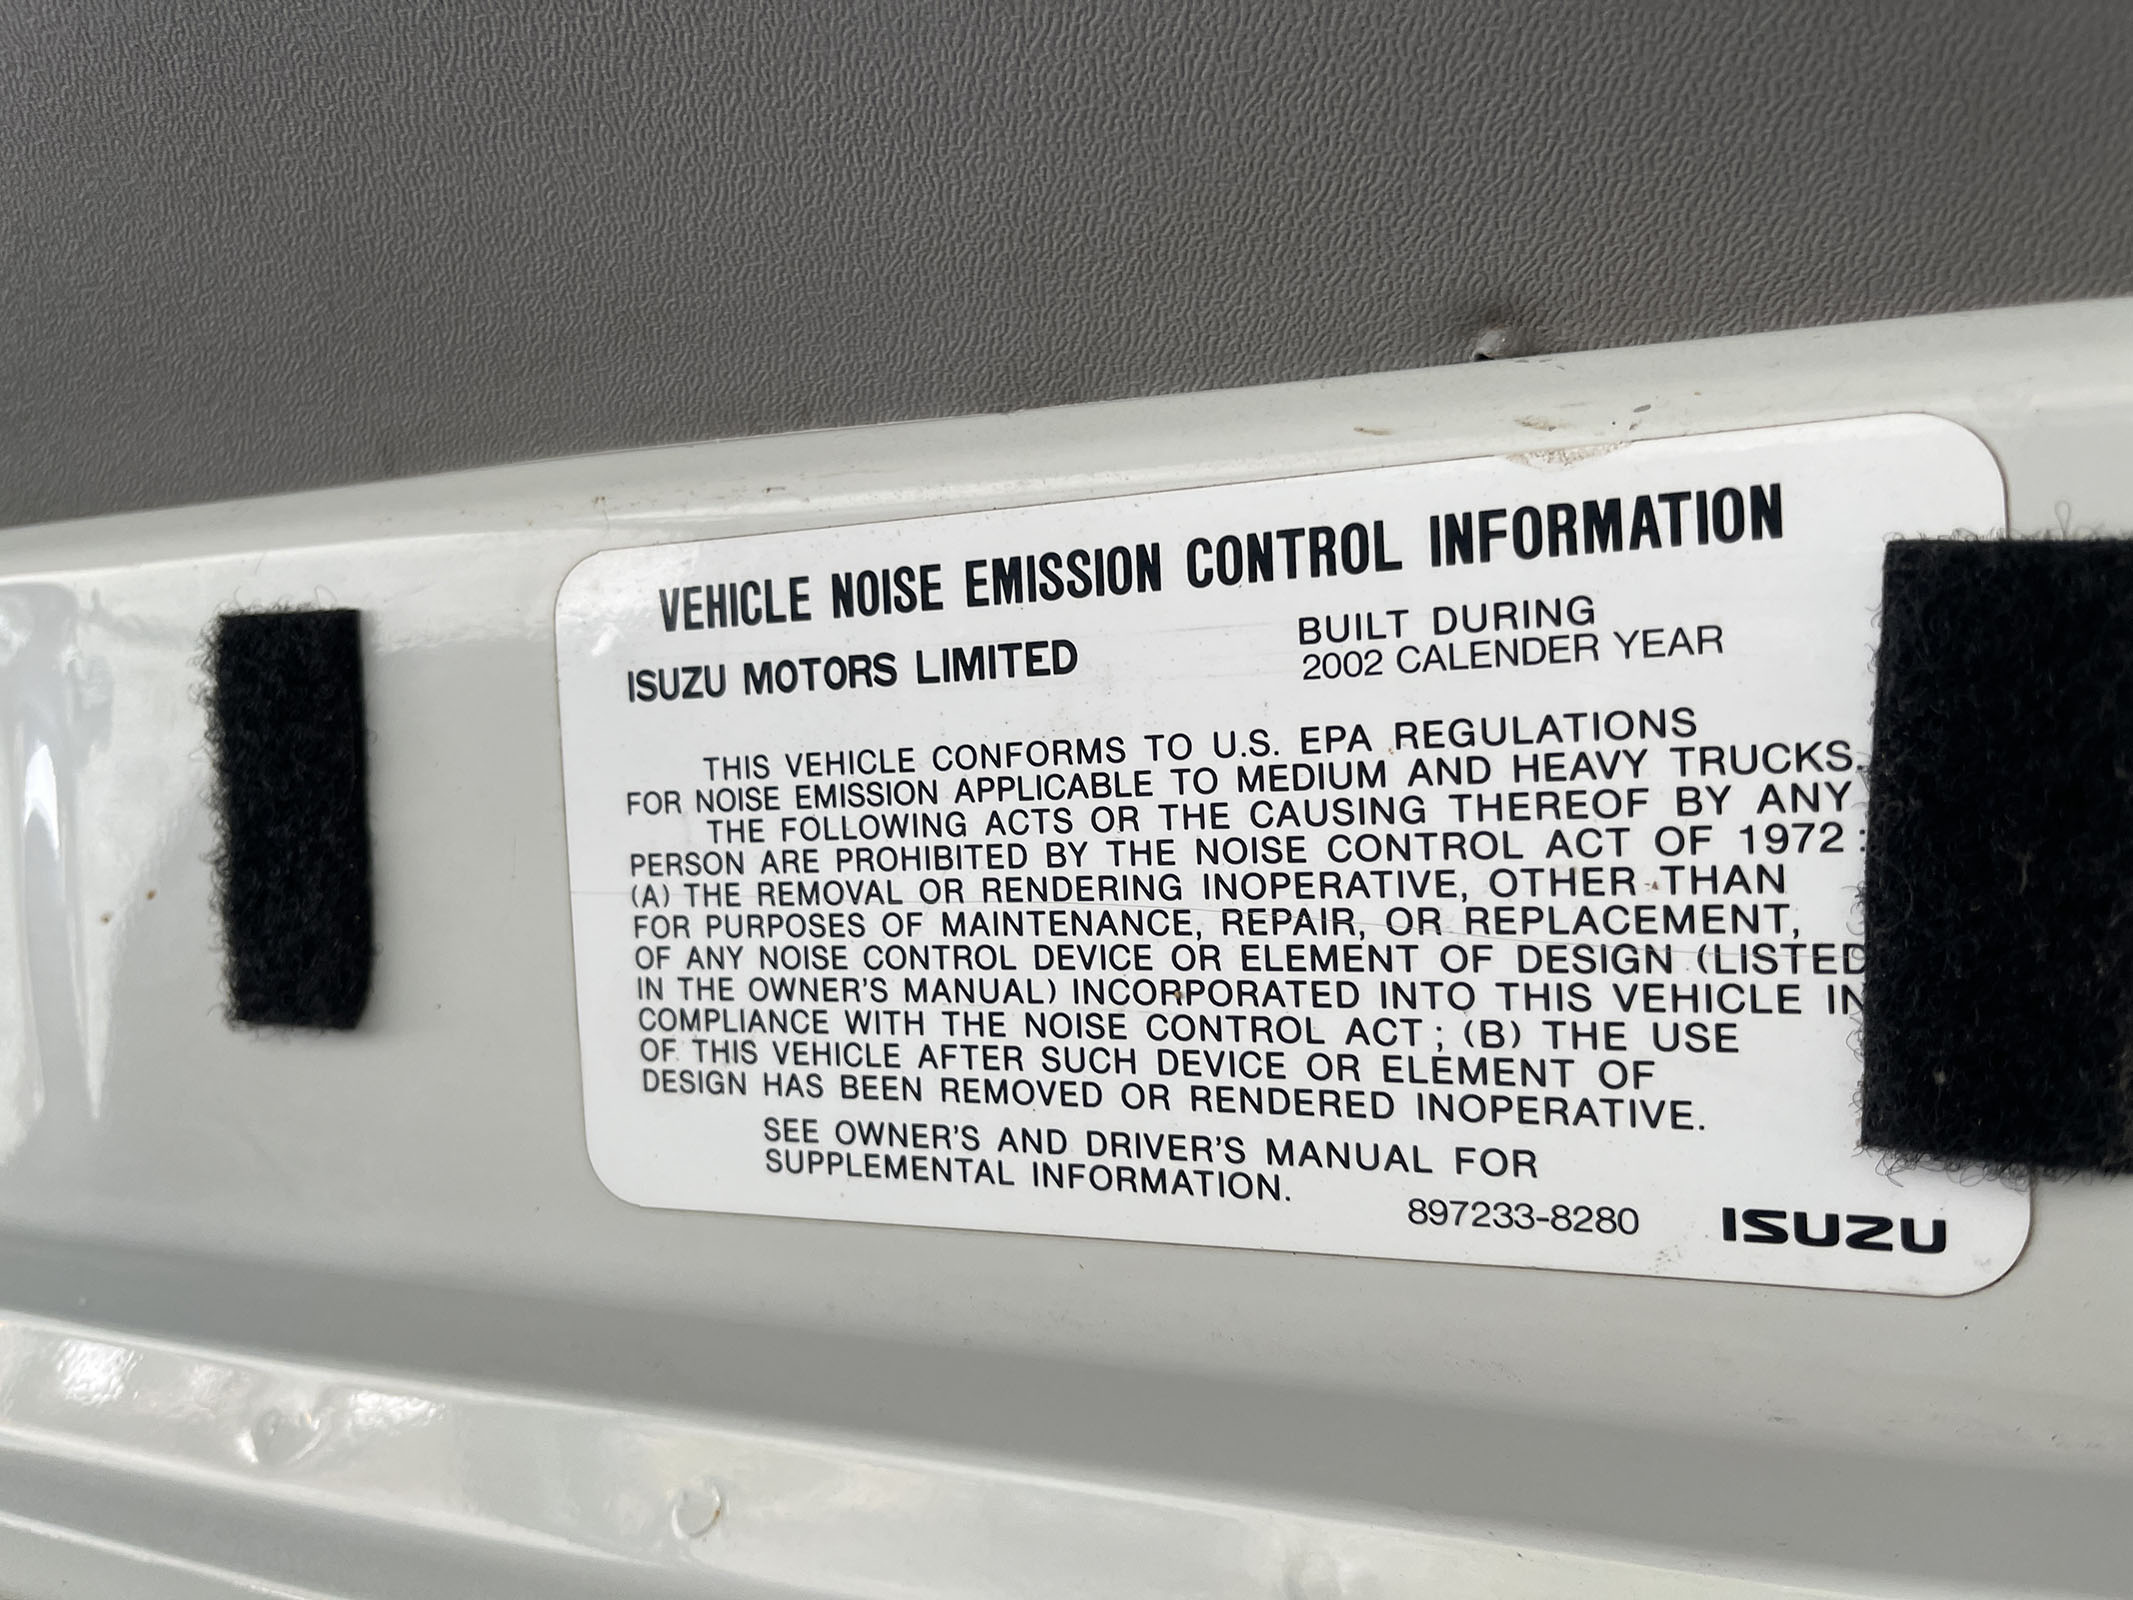 VEHICLE NOISE EMISSION CONTROL INFORMATION
ISUZU MOTORS LIMITED
BUILT DURING
2002 CALENDER YEAR
THIS VEHICLE CONFORMS TO U.S. EPA REGULATIONS
FOR NOISE EMISSION APPLICABLE TO MEDIUM AND HEAVY TRUCKS.
THE FOLLOWING ACTS OR THE CAUSING THEREOF BY ANY
PERSON ARE PROHIBITED BY THE NOISE CONTROL ACT OF 1972 :
(A) THE REMOVAL OR RENDERING INOPERATIVE, OTHER THAN
FOR PURPOSES OF MAINTENANCE, REPAIR, OR REPLACEMENT,
OF ANY NOISE CONTROL DEVICE OR ELEMENT OF DESIGN (LISTED
IN THE OWNER'S MANUAL) INCORPORATED INTO THIS VEHICLE IN
COMPLIANCE WITH THE NOISE CONTROL ACT ; (B) THE USE
OF THIS VEHICLE AFTER SUCH DEVICE OR ELEMENT OF
DESIGN HAS BEEN REMOVED OR RENDERED INOPERATIVE.
SEE OWNER'S AND DRIVER'S MANUAL FOR
SUPPLEMENTAL INFORMATION.
897233-8280 ISUZU